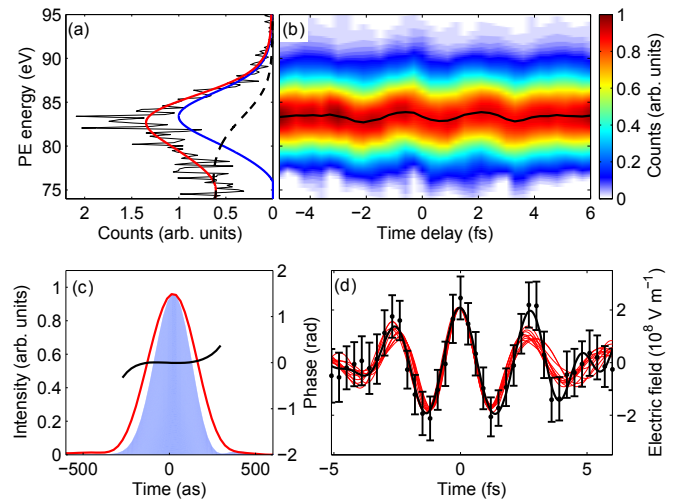 (a)
(b)
PE energy (eV)
95
90
85
80
75
2 1.5 1 0.5 0
Counts (arb. units)
−4 −2 0 2 4 6
Time delay (fs)
1
0.8
0.6
0.4
0.2
0
Counts (arb. units)
(c)
Intensity (arb. units)
1
0.8
0.6
0.4
0.2
0
−500 0 500
Time (as)
2
1
0
−1
−2
Phase (rad)
(d)
−5 0 5
Time (fs)
2
0
−2
Electric field (10⁸ V m⁻¹)